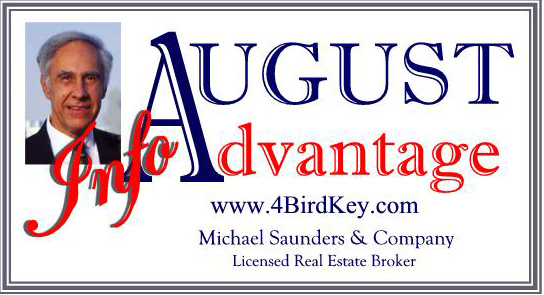 AUGUST
Info Advantage
www.4BirdKey.com
Michael Saunders & Company
Licensed Real Estate Broker